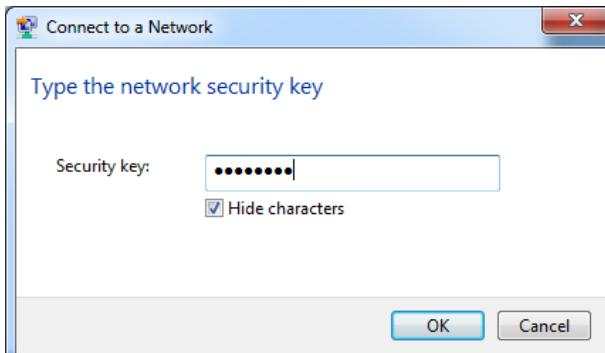 Connect to a Network
Type the network security key
Security key: ••••••••
Hide characters
OK Cancel